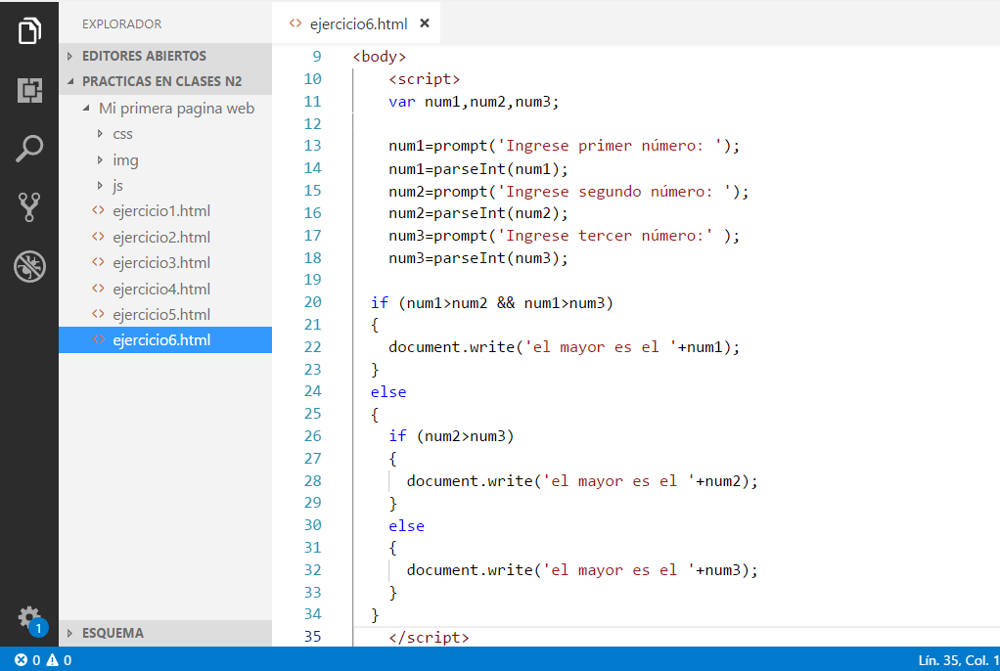 EXPLORADOR
EDITORES ABIERTOS
PRACTICAS EN CLASES N2
Mi primera pagina web
css
img
js
ejercicio1.html
ejercicio2.html
ejercicio3.html
ejercicio4.html
ejercicio5.html
ejercicio6.html
ESQUEMA
1
<> ejercicio6.html ×
9 <body>
10 <script>
11 var num1,num2,num3;
12
13 num1=prompt('Ingrese primer número: ');
14 num1=parseInt(num1);
15 num2=prompt('Ingrese segundo número: ');
16 num2=parseInt(num2);
17 num3=prompt('Ingrese tercer número:' );
18 num3=parseInt(num3);
19
20 if (num1>num2 && num1>num3)
21 {
22 document.write('el mayor es el '+num1);
23 }
24 else
25 {
26 if (num2>num3)
27 {
28 document.write('el mayor es el '+num2);
29 }
30 else
31 {
32 document.write('el mayor es el '+num3);
33 }
34 }
35 </script>
0 0
Lín. 35, Col. 1